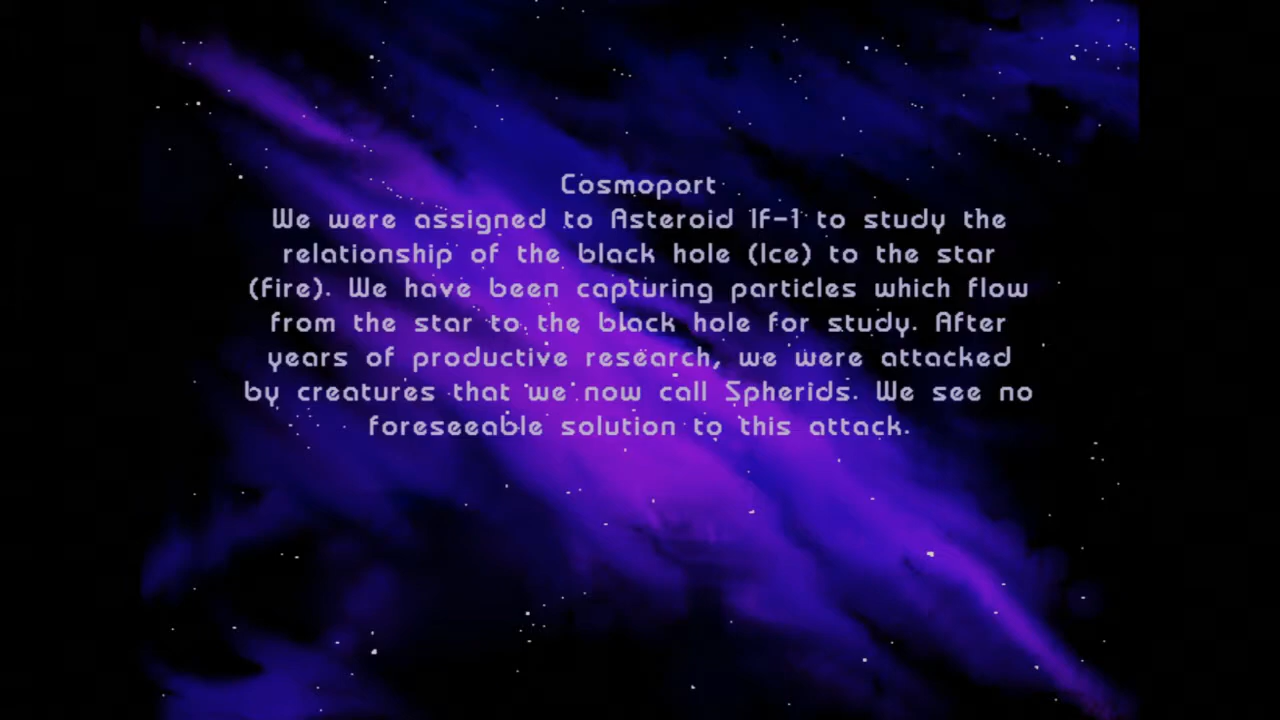 Cosmoport
We were assigned to Asteroid IF-1 to study the
relationship of the black hole (Ice) to the star
(Fire). We have been capturing particles which flow
from the star to the black hole for study. After
years of productive research, we were attacked
by creatures that we now call Spherids. We see no
foreseeable solution to this attack.